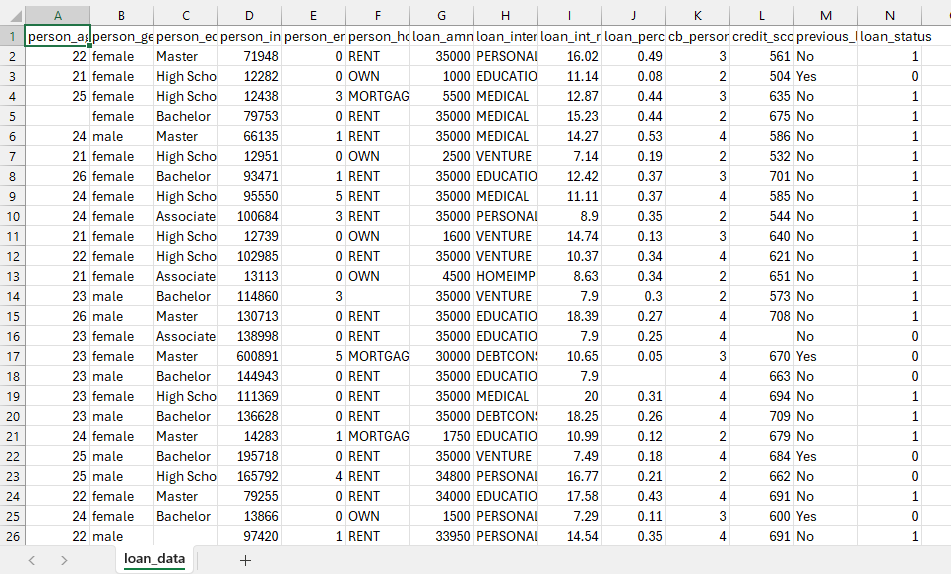 A B C D E F G H I J K L M N
1 person_ag person_ge person_ed person_in person_er person_ho loan_amn loan_inter loan_int_r loan_perc cb_person credit_sco previous_l loan_status
2 22 female Master 71948 0 RENT 35000 PERSONAL 16.02 0.49 3 561 No 1
3 21 female High Scho 12282 0 OWN 1000 EDUCATIO 11.14 0.08 2 504 Yes 0
4 25 female High Scho 12438 3 MORTGAG 5500 MEDICAL 12.87 0.44 3 635 No 1
5 female Bachelor 79753 0 RENT 35000 MEDICAL 15.23 0.44 2 675 No 1
6 24 male Master 66135 1 RENT 35000 MEDICAL 14.27 0.53 4 586 No 1
7 21 female High Scho 12951 0 OWN 2500 VENTURE 7.14 0.19 2 532 No 1
8 26 female Bachelor 93471 1 RENT 35000 EDUCATIO 12.42 0.37 3 701 No 1
9 24 female High Scho 95550 5 RENT 35000 MEDICAL 11.11 0.37 4 585 No 1
10 24 female Associate 100684 3 RENT 35000 PERSONAL 8.9 0.35 2 544 No 1
11 21 female High Scho 12739 0 OWN 1600 VENTURE 14.74 0.13 3 640 No 1
12 22 female High Scho 102985 0 RENT 35000 VENTURE 10.37 0.34 4 621 No 1
13 21 female Associate 13113 0 OWN 4500 HOMEIMP 8.63 0.34 2 651 No 1
14 23 male Bachelor 114860 3 35000 VENTURE 7.9 0.3 2 573 No 1
15 26 male Master 130713 0 RENT 35000 EDUCATIO 18.39 0.27 4 708 No 1
16 23 female Associate 138998 0 RENT 35000 EDUCATIO 7.9 0.25 4 No 0
17 23 female Master 600891 5 MORTGAG 30000 DEBTCONS 10.65 0.05 3 670 Yes 0
18 23 male Bachelor 144943 0 RENT 35000 EDUCATIO 7.9 4 663 No 0
19 23 female High Scho 111369 0 RENT 35000 MEDICAL 20 0.31 4 694 No 1
20 23 male Bachelor 136628 0 RENT 35000 DEBTCONS 18.25 0.26 4 709 No 1
21 24 female Master 14283 1 MORTGAG 1750 EDUCATIO 10.99 0.12 2 679 No 1
22 25 male Bachelor 195718 0 RENT 35000 VENTURE 7.49 0.18 4 684 Yes 0
23 25 male High Scho 165792 4 RENT 34800 PERSONAL 16.77 0.21 2 662 No 0
24 22 female Master 79255 0 RENT 34000 EDUCATIO 17.58 0.43 4 691 No 1
25 24 female Bachelor 13866 0 OWN 1500 PERSONAL 7.29 0.11 3 600 Yes 0
26 22 male 97420 1 RENT 33950 PERSONAL 14.54 0.35 4 691 No 1
loan_data +